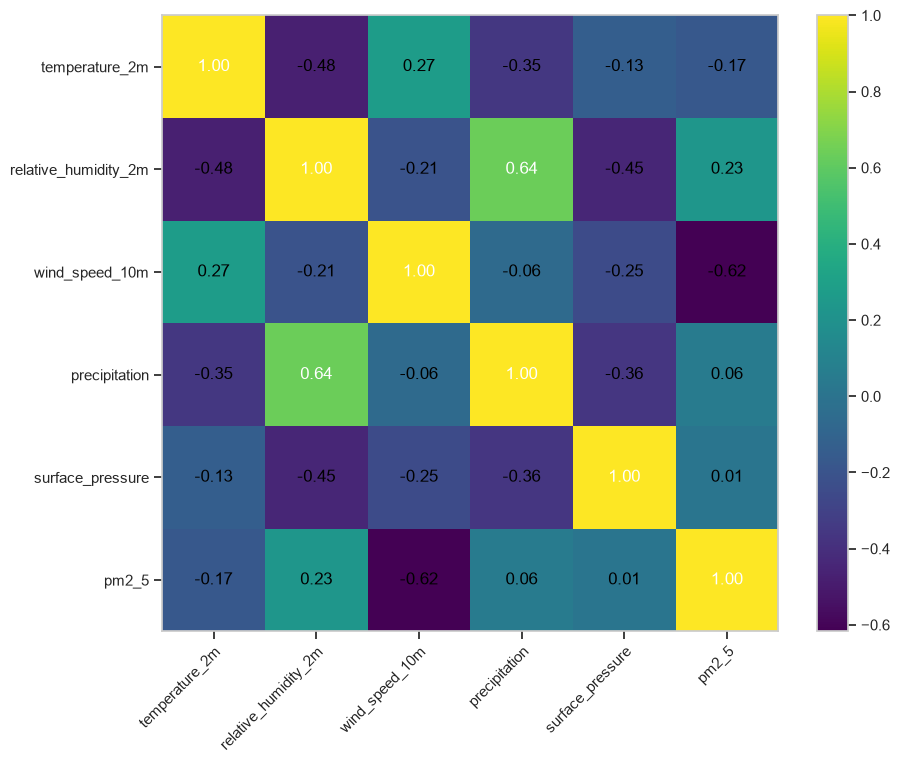 temperature_2m 1.00 -0.48 0.27 -0.35 -0.13 -0.17
relative_humidity_2m -0.48 1.00 -0.21 0.64 -0.45 0.23
wind_speed_10m 0.27 -0.21 1.00 -0.06 -0.25 -0.62
precipitation -0.35 0.64 -0.06 1.00 -0.36 0.06
surface_pressure -0.13 -0.45 -0.25 -0.36 1.00 0.01
pm2_5 -0.17 0.23 -0.62 0.06 0.01 1.00
temperature_2m relative_humidity_2m wind_speed_10m precipitation surface_pressure pm2_5
1.0
0.8
0.6
0.4
0.2
0.0
−0.2
−0.4
−0.6